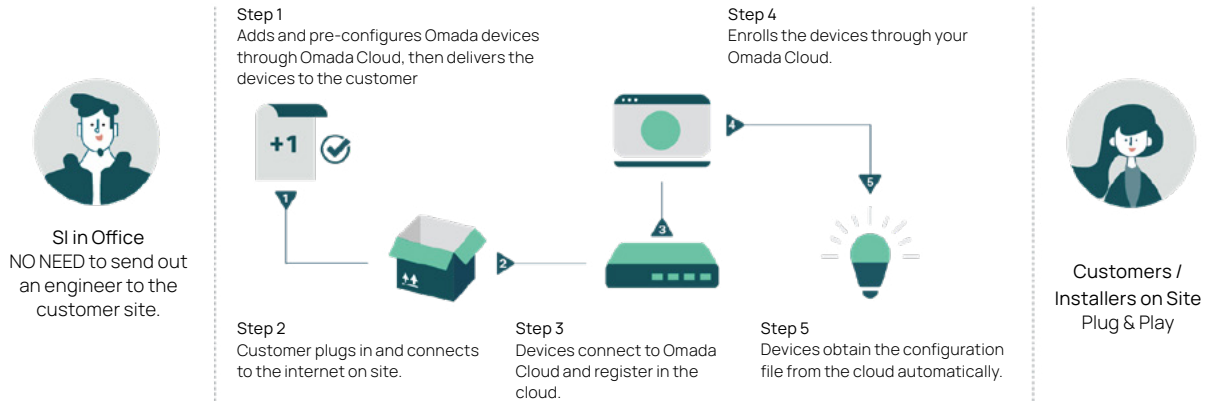 SI in Office
NO NEED to send out
an engineer to the
customer site.
Step 1
Adds and pre-configures Omada devices
through Omada Cloud, then delivers the
devices to the customer
+1
1
Step 2
Customer plugs in and connects
to the internet on site.
2
3
Step 3
Devices connect to Omada
Cloud and register in the
cloud.
Step 4
Enrolls the devices through your
Omada Cloud.
4
5
Step 5
Devices obtain the configuration
file from the cloud automatically.
Customers /
Installers on Site
Plug & Play